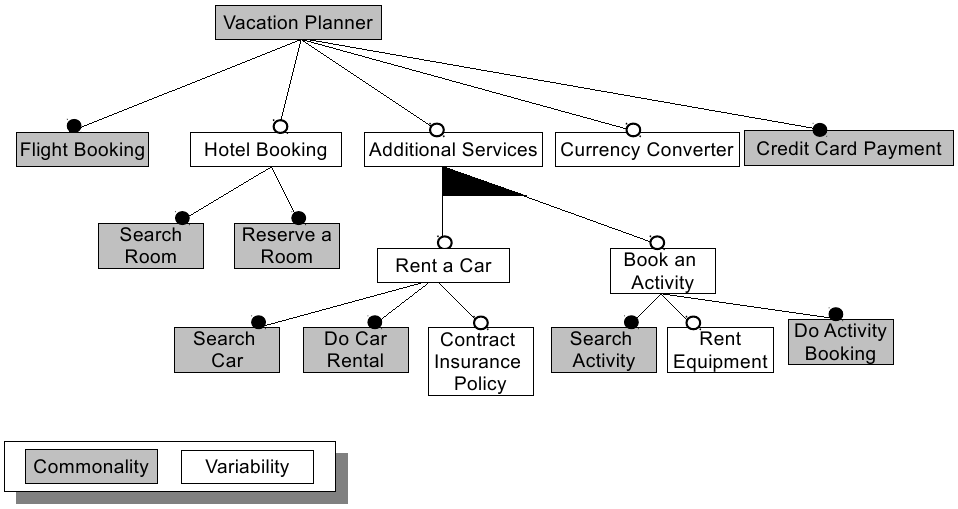 Vacation Planner
Flight Booking
Hotel Booking
Additional Services
Currency Converter
Credit Card Payment
Search
Room
Reserve a
Room
Rent a Car
Book an
Activity
Search
Car
Do Car
Rental
Contract
Insurance
Policy
Search
Activity
Rent
Equipment
Do Activity
Booking
Commonality
Variability